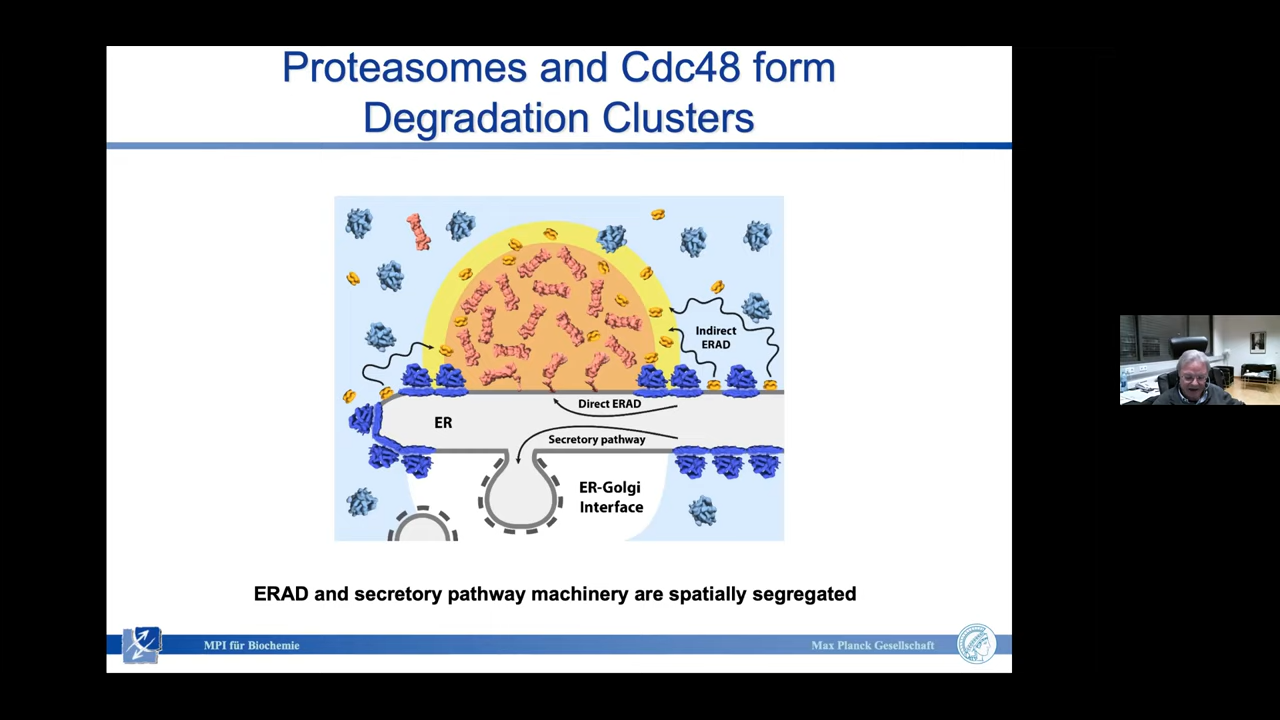 Proteasomes and Cdc48 form
Degradation Clusters
Indirect
ERAD
Direct ERAD
ER
Secretory pathway
ER-Golgi
Interface
ERAD and secretory pathway machinery are spatially segregated
MPI für Biochemie
Max Planck Gesellschaft